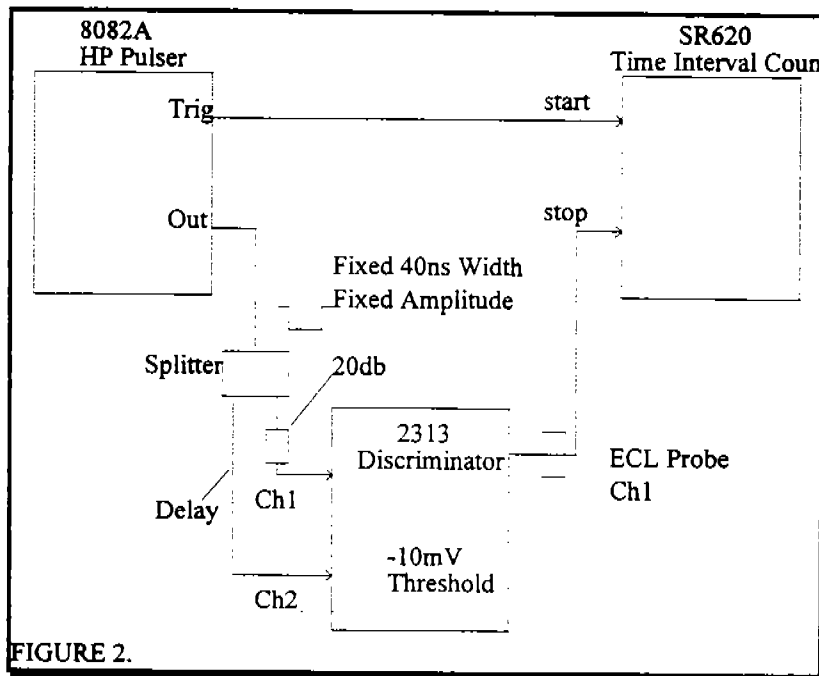 8082A
HP Pulser
SR620
Time Interval Coun
Trig
start
Out
stop
Fixed 40ns Width
Fixed Amplitude
Splitter
20db
2313
Discriminator
ECL Probe
Ch1
Ch1
Delay
-10mV
Threshold
Ch2
FIGURE 2.